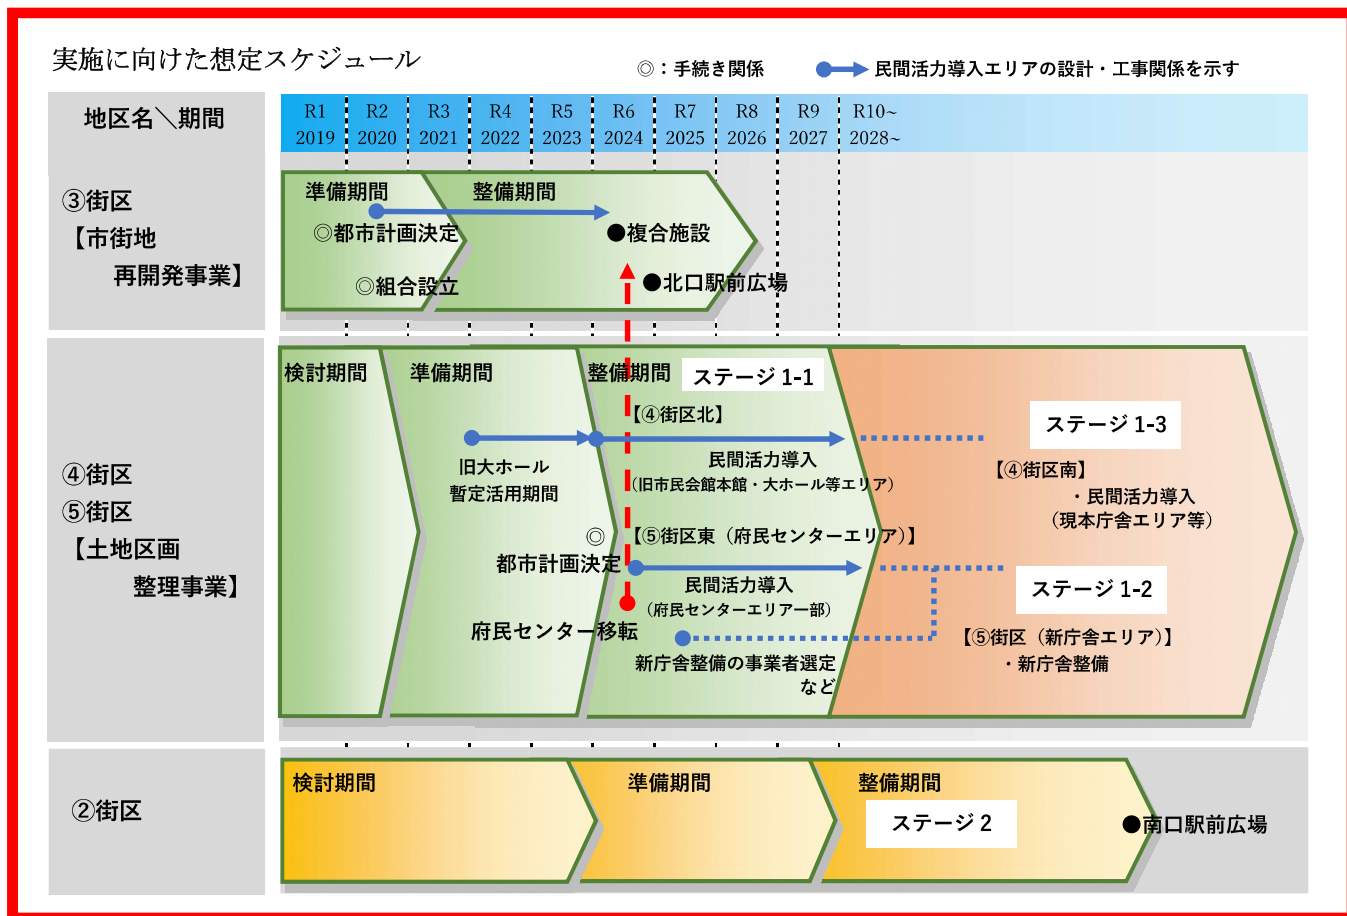 実施に向けた想定スケジュール
◎：手続き関係
民間活力導入エリアの設計・工事関係を示す
地区名＼期間
R1 R2 R3 R4 R5 R6 R7 R8 R9 R10~
2019 2020 2021 2022 2023 2024 2025 2026 2027 2028~
③街区
【市街地
再開発事業】
準備期間
整備期間
◎都市計画決定
◎組合設立
●複合施設
●北口駅前広場
④街区
⑤街区
【土地区画
整理事業】
検討期間
準備期間
整備期間
ステージ 1-1
【④街区北】
旧大ホール
暫定活用期間
民間活力導入
（旧市民会館本館・大ホール等エリア）
◎
都市計画決定
【⑤街区東（府民センターエリア）】
民間活力導入
（府民センターエリア一部）
府民センター移転
新庁舎整備の事業者選定
など
ステージ 1-3
【④街区南】
・民間活力導入
（現本庁舎エリア等）
ステージ 1-2
【⑤街区（新庁舎エリア）】
・新庁舎整備
②街区
検討期間
準備期間
整備期間
ステージ 2
●南口駅前広場